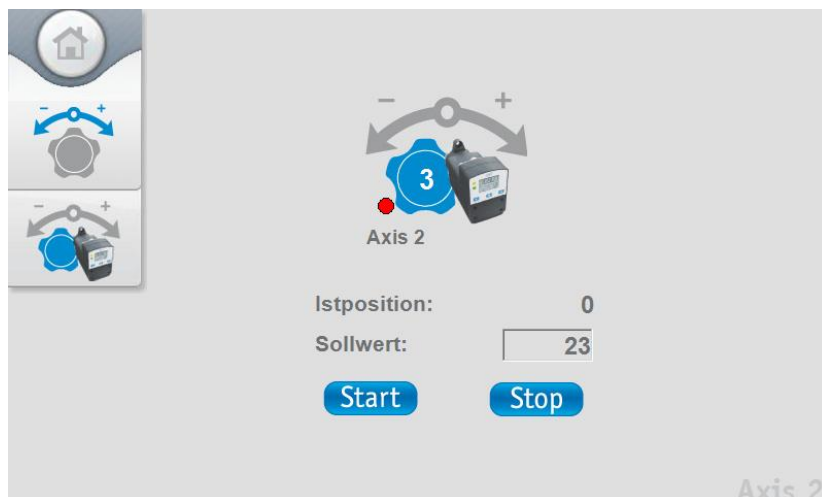 - +
- +
- +
3
Axis 2
Istposition: 0
Sollwert: 23
Start Stop
Axis 2